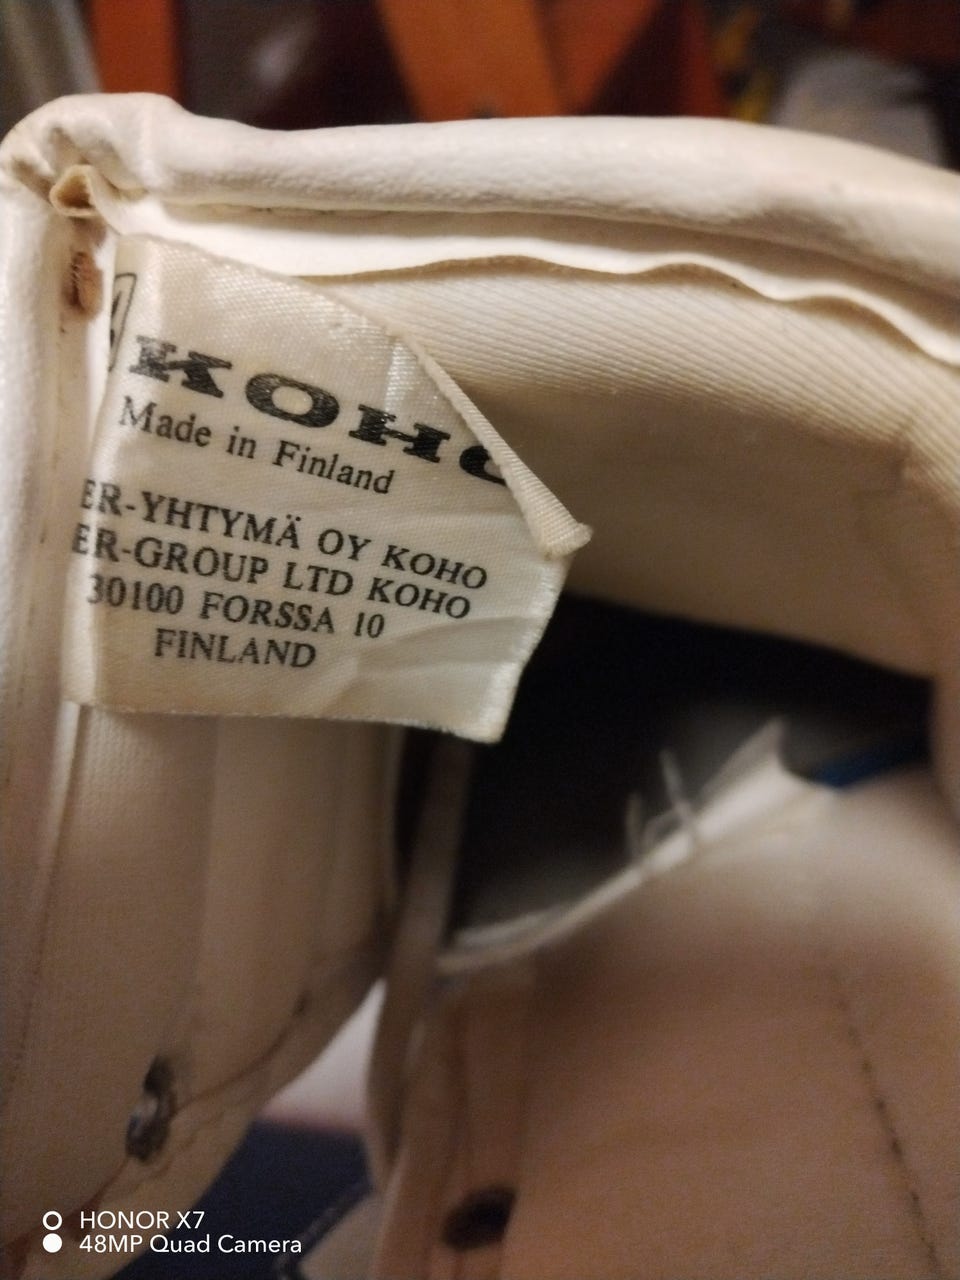 KOHO
Made in Finland
ER-YHTYMÄ OY KOHO
ER-GROUP LTD KOHO
30100 FORSSA 10
FINLAND
HONOR X7
48MP Quad Camera